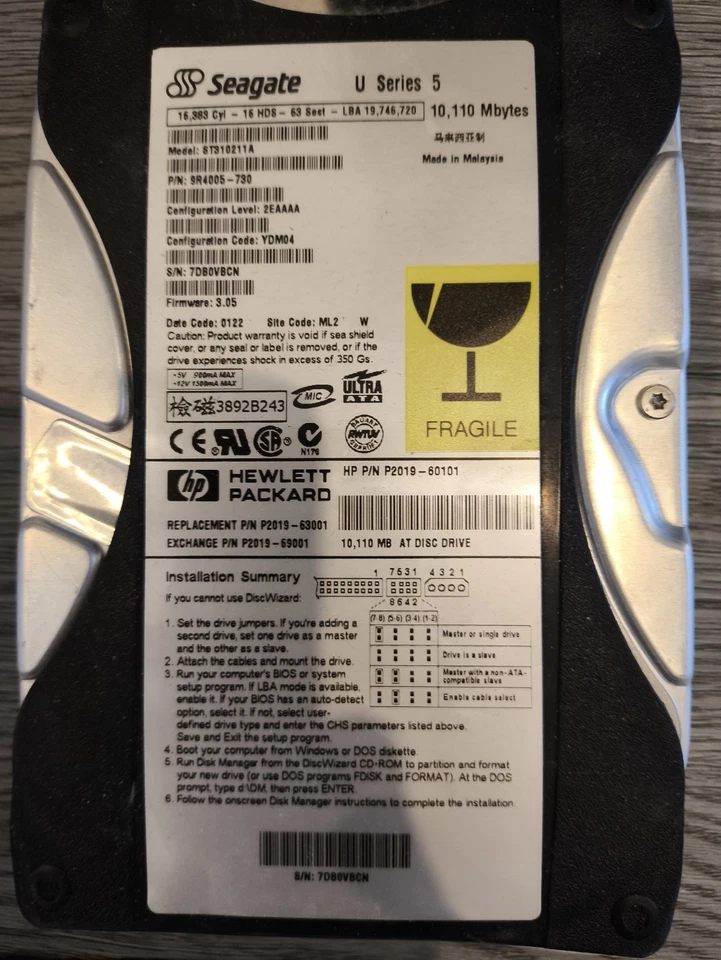 Seagate
U Series 5
16,383 Cyl - 16 HDS - 63 Sect - LBA 19,746,720
10,110 Mbytes
马来西亚制
Made in Malaysia
Model: ST310211A
P/N: 9R4005-730
Configuration Level: 2EAAAA
Configuration Code: YDM04
S/N: 7DB0VBCN
Firmware: 3.05
Date Code: 0122 Site Code: ML2 W
Caution: Product warranty is void if sea shield
cover, or any seal or label is removed, or if the
drive experiences shock in excess of 350 Gs.
+5V 900mA MAX
+12V 1500mA MAX
檢磁3892B243
MIC
ULTRA
ATA
N176
BAUART
RWTUV
FRAGILE
hp HEWLETT
PACKARD
HP P/N P2019-60101
REPLACEMENT P/N P2019-63001
EXCHANGE P/N P2019-69001
10,110 MB AT DISC DRIVE
Installation Summary
If you cannot use DiscWizard:
1 7531 4321
8642
(7-8) (5-6) (3-4) (1-2)
Master or single drive
Drive is a slave
Master with a non-ATA-
compatible slave
Enable cable select
1. Set the drive jumpers. If you're adding a
second drive, set one drive as a master
and the other as a slave.
2. Attach the cables and mount the drive.
3. Run your computer's BIOS or system
setup program. If LBA mode is available,
enable it. If your BIOS has an auto-detect
option, select it. If not, select user-
defined drive type and enter the CHS parameters listed above.
Save and Exit the setup program.
4. Boot your computer from Windows or DOS diskette.
5. Run Disk Manager from the DiscWizard CD-ROM to partition and format
your new drive (or use DOS programs FDISK and FORMAT). At the DOS
prompt, type d:\DM, then press ENTER.
6. Follow the onscreen Disk Manager instructions to complete the installation.
S/N: 7DB0VBCN